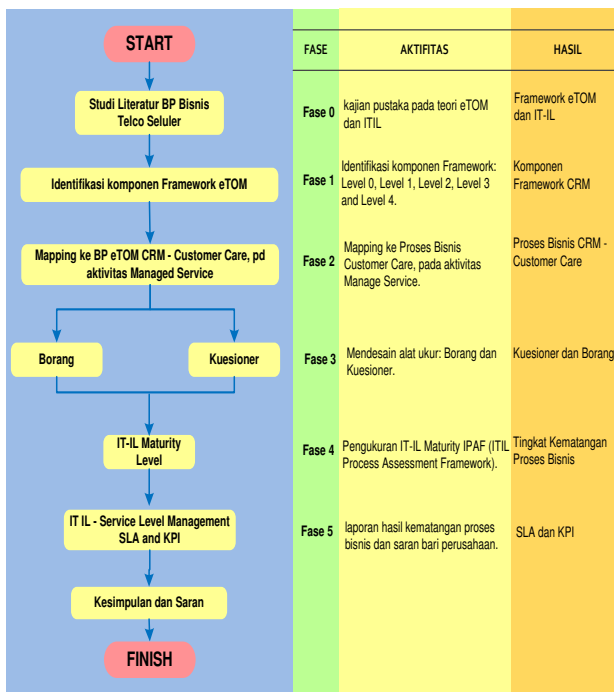 START
Studi Literatur BP Bisnis
Telco Seluler
Identifikasi komponen Framework eTOM
Mapping ke BP eTOM CRM - Customer Care, pd
aktivitas Managed Service
Borang
Kuesioner
IT-IL Maturity
Level
IT IL - Service Level Management
SLA and KPI
Kesimpulan dan Saran
FINISH
FASE
AKTIFITAS
HASIL
Fase 0
kajian pustaka pada teori eTOM
dan ITIL
Framework eTOM
dan IT-IL
Fase 1
Identifikasi komponen Framework:
Level 0, Level 1, Level 2, Level 3
and Level 4.
Komponen
Framework CRM
Fase 2
Mapping ke Proses Bisnis
Customer Care, pada aktivitas
Manage Service.
Proses Bisnis CRM -
Customer Care
Fase 3
Mendesain alat ukur: Borang dan
Kuesioner.
Kuesioner dan Borang
Fase 4
Pengukuran IT-IL Maturity IPAF (ITIL
Process Assessment Framework).
Tingkat Kematangan
Proses Bisnis
Fase 5
laporan hasil kematangan proses
bisnis dan saran bari perusahaan.
SLA dan KPI